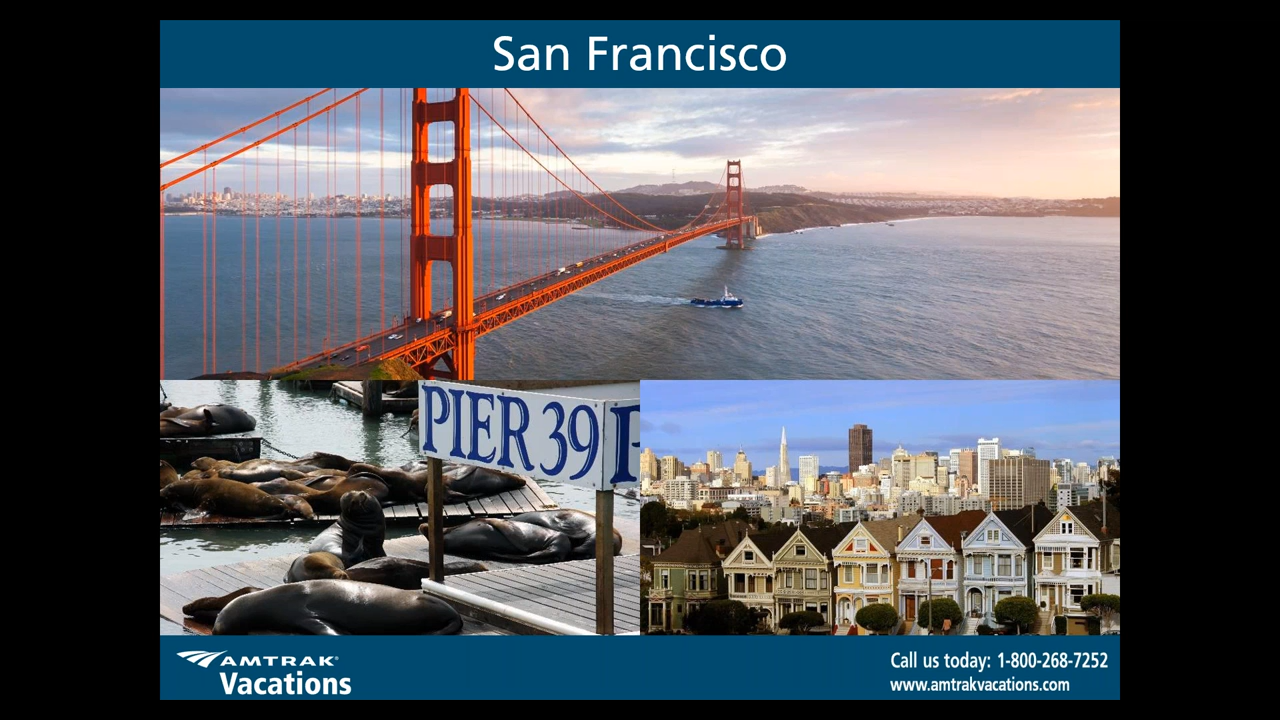 San Francisco
PIER 39
P
AMTRAK®
Vacations
Call us today: 1-800-268-7252
www.amtrakvacations.com